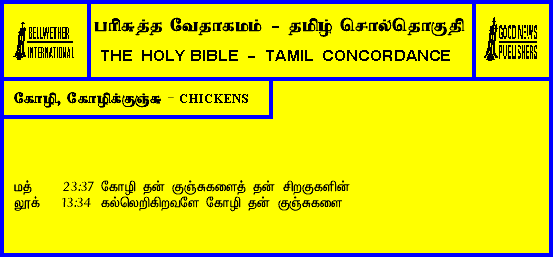 BELLWETHER
INTERNATIONAL
பரிசுத்த வேதாகமம் - தமிழ் சொல்தொகுதி
THE HOLY BIBLE - TAMIL CONCORDANCE
GOOD NEWS
PUBLISHERS
கோழி, கோழிக்குஞ்சு - CHICKENS
மத் 23:37 கோழி தன் குஞ்சுகளைத் தன் சிறகுகளின்
லூக் 13:34 கல்லெறிகிறவளே கோழி தன் குஞ்சுகளை